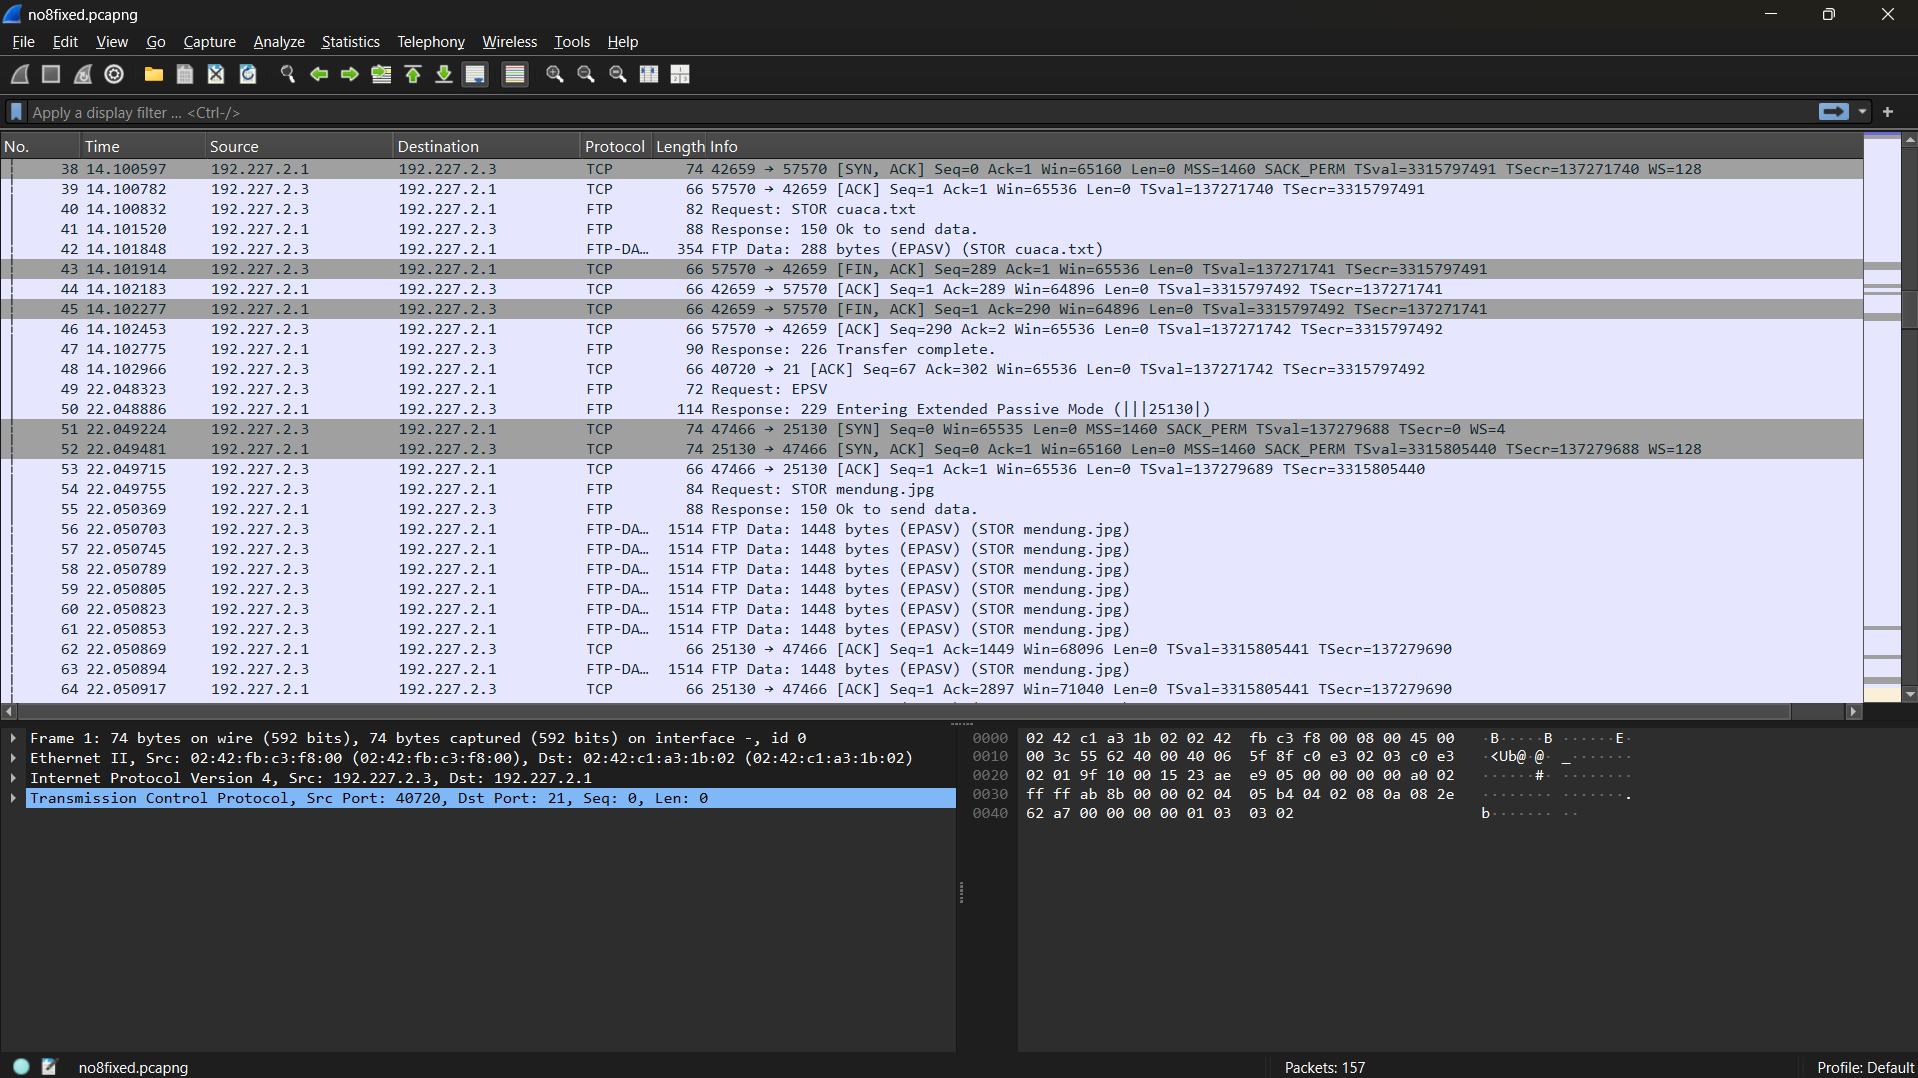 no8fixed.pcapng
File Edit View Go Capture Analyze Statistics Telephony Wireless Tools Help
Apply a display filter ... <Ctrl-/>
No. Time Source Destination Protocol Length Info
38 14.100597 192.227.2.1 192.227.2.3 TCP 74 42659 → 57570 [SYN, ACK] Seq=0 Ack=1 Win=65160 Len=0 MSS=1460 SACK_PERM TSval=3315797491 TSecr=137271740 WS=128
39 14.100782 192.227.2.3 192.227.2.1 TCP 66 57570 → 42659 [ACK] Seq=1 Ack=1 Win=65536 Len=0 TSval=137271740 TSecr=3315797491
40 14.100832 192.227.2.3 192.227.2.1 FTP 82 Request: STOR cuaca.txt
41 14.101520 192.227.2.1 192.227.2.3 FTP 88 Response: 150 Ok to send data.
42 14.101848 192.227.2.3 192.227.2.1 FTP-DA… 354 FTP Data: 288 bytes (EPASV) (STOR cuaca.txt)
43 14.101914 192.227.2.3 192.227.2.1 TCP 66 57570 → 42659 [FIN, ACK] Seq=289 Ack=1 Win=65536 Len=0 TSval=137271741 TSecr=3315797491
44 14.102183 192.227.2.1 192.227.2.3 TCP 66 42659 → 57570 [ACK] Seq=1 Ack=289 Win=64896 Len=0 TSval=3315797492 TSecr=137271741
45 14.102277 192.227.2.1 192.227.2.3 TCP 66 42659 → 57570 [FIN, ACK] Seq=1 Ack=290 Win=64896 Len=0 TSval=3315797492 TSecr=137271741
46 14.102453 192.227.2.3 192.227.2.1 TCP 66 57570 → 42659 [ACK] Seq=290 Ack=2 Win=65536 Len=0 TSval=137271742 TSecr=3315797492
47 14.102775 192.227.2.1 192.227.2.3 FTP 90 Response: 226 Transfer complete.
48 14.102966 192.227.2.3 192.227.2.1 TCP 66 40720 → 21 [ACK] Seq=67 Ack=302 Win=65536 Len=0 TSval=137271742 TSecr=3315797492
49 22.048323 192.227.2.3 192.227.2.1 FTP 72 Request: EPSV
50 22.048886 192.227.2.1 192.227.2.3 FTP 114 Response: 229 Entering Extended Passive Mode (|||25130|)
51 22.049224 192.227.2.3 192.227.2.1 TCP 74 47466 → 25130 [SYN] Seq=0 Win=65535 Len=0 MSS=1460 SACK_PERM TSval=137279688 TSecr=0 WS=4
52 22.049481 192.227.2.1 192.227.2.3 TCP 74 25130 → 47466 [SYN, ACK] Seq=0 Ack=1 Win=65160 Len=0 MSS=1460 SACK_PERM TSval=3315805440 TSecr=137279688 WS=128
53 22.049715 192.227.2.3 192.227.2.1 TCP 66 47466 → 25130 [ACK] Seq=1 Ack=1 Win=65536 Len=0 TSval=137279689 TSecr=3315805440
54 22.049755 192.227.2.3 192.227.2.1 FTP 84 Request: STOR mendung.jpg
55 22.050369 192.227.2.1 192.227.2.3 FTP 88 Response: 150 Ok to send data.
56 22.050703 192.227.2.3 192.227.2.1 FTP-DA… 1514 FTP Data: 1448 bytes (EPASV) (STOR mendung.jpg)
57 22.050745 192.227.2.3 192.227.2.1 FTP-DA… 1514 FTP Data: 1448 bytes (EPASV) (STOR mendung.jpg)
58 22.050789 192.227.2.3 192.227.2.1 FTP-DA… 1514 FTP Data: 1448 bytes (EPASV) (STOR mendung.jpg)
59 22.050805 192.227.2.3 192.227.2.1 FTP-DA… 1514 FTP Data: 1448 bytes (EPASV) (STOR mendung.jpg)
60 22.050823 192.227.2.3 192.227.2.1 FTP-DA… 1514 FTP Data: 1448 bytes (EPASV) (STOR mendung.jpg)
61 22.050853 192.227.2.3 192.227.2.1 FTP-DA… 1514 FTP Data: 1448 bytes (EPASV) (STOR mendung.jpg)
62 22.050869 192.227.2.1 192.227.2.3 TCP 66 25130 → 47466 [ACK] Seq=1 Ack=1449 Win=68096 Len=0 TSval=3315805441 TSecr=137279690
63 22.050894 192.227.2.3 192.227.2.1 FTP-DA… 1514 FTP Data: 1448 bytes (EPASV) (STOR mendung.jpg)
64 22.050917 192.227.2.1 192.227.2.3 TCP 66 25130 → 47466 [ACK] Seq=1 Ack=2897 Win=71040 Len=0 TSval=3315805441 TSecr=137279690
Frame 1: 74 bytes on wire (592 bits), 74 bytes captured (592 bits) on interface -, id 0
Ethernet II, Src: 02:42:fb:c3:f8:00 (02:42:fb:c3:f8:00), Dst: 02:42:c1:a3:1b:02 (02:42:c1:a3:1b:02)
Internet Protocol Version 4, Src: 192.227.2.3, Dst: 192.227.2.1
Transmission Control Protocol, Src Port: 40720, Dst Port: 21, Seq: 0, Len: 0
0000 02 42 c1 a3 1b 02 02 42 fb c3 f8 00 08 00 45 00 ·B·····B ······E·
0010 00 3c 55 62 40 00 40 06 5f 8f c0 e3 02 03 c0 e3 ·<Ub@·@· _·······
0020 02 01 9f 10 00 15 23 ae e9 05 00 00 00 00 a0 02 ······#· ········
0030 ff ff ab 8b 00 00 02 04 05 b4 04 02 08 0a 08 2e ········ ·······.
0040 62 a7 00 00 00 00 01 03 03 02 b······· ··
no8fixed.pcapng
Packets: 157
Profile: Default